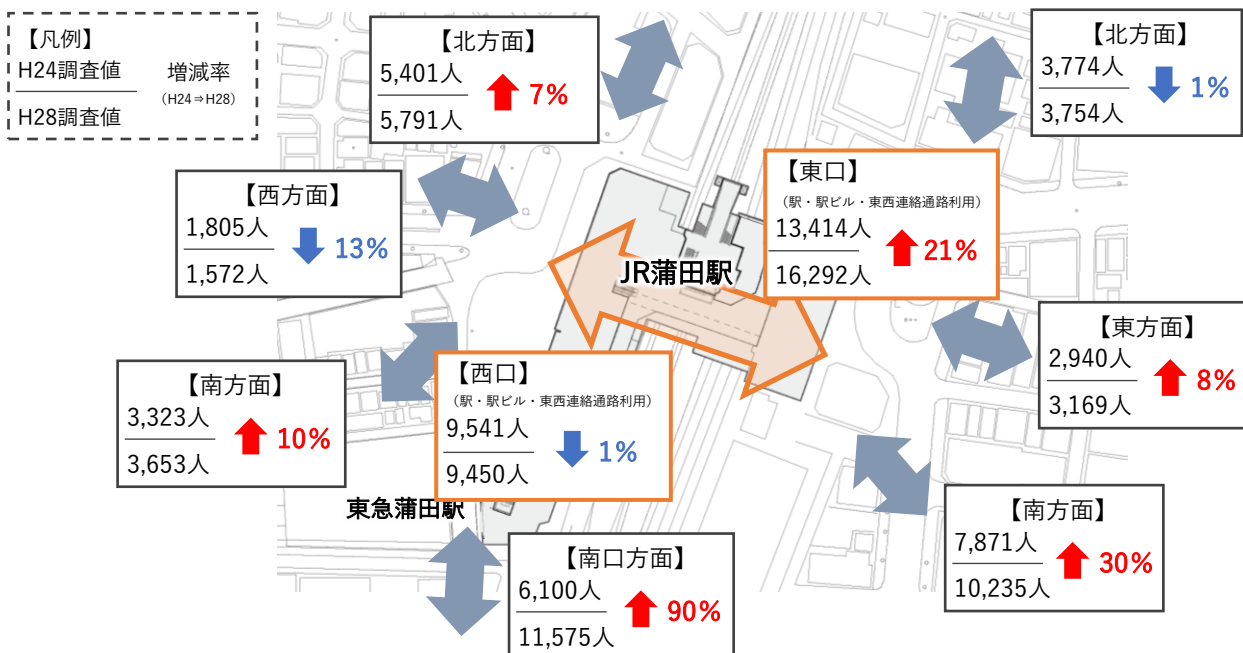 【凡例】
H24調査値
増減率
（H24⇒H28）
H28調査値
【北方面】
5,401人
5,791人
7%
【北方面】
3,774人
3,754人
1%
【西方面】
1,805人
1,572人
13%
【東口】
（駅・駅ビル・東西連絡通路利用）
13,414人
16,292人
21%
JR蒲田駅
【南方面】
3,323人
3,653人
10%
【西口】
（駅・駅ビル・東西連絡通路利用）
9,541人
9,450人
1%
【東方面】
2,940人
3,169人
8%
東急蒲田駅
【南口方面】
6,100人
11,575人
90%
【南方面】
7,871人
10,235人
30%